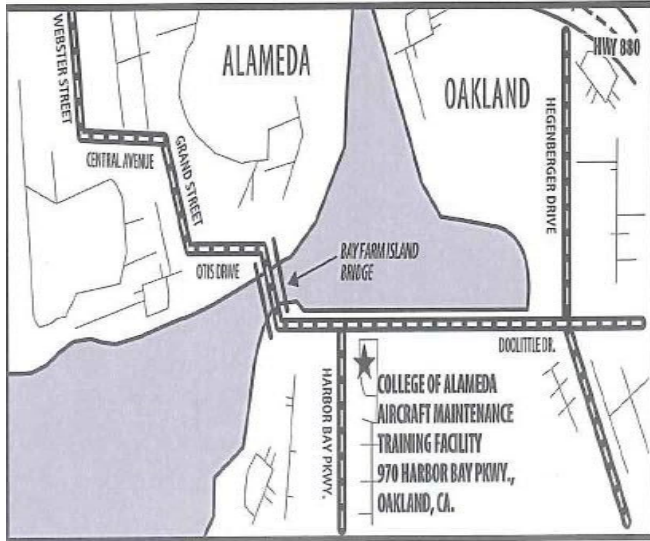 WEBSTER STREET
ALAMEDA
OAKLAND
HWY 880
CENTRAL AVENUE
GRAND STREET
HEGENBERGER DRIVE
OTIS DRIVE
BAY FARM ISLAND
BRIDGE
DOOLITTLE DR.
HARBOR BAY PKWY.
COLLEGE OF ALAMEDA
AIRCRAFT MAINTENANCE
TRAINING FACILITY
970 HARBOR BAY PKWY.,
OAKLAND, CA.